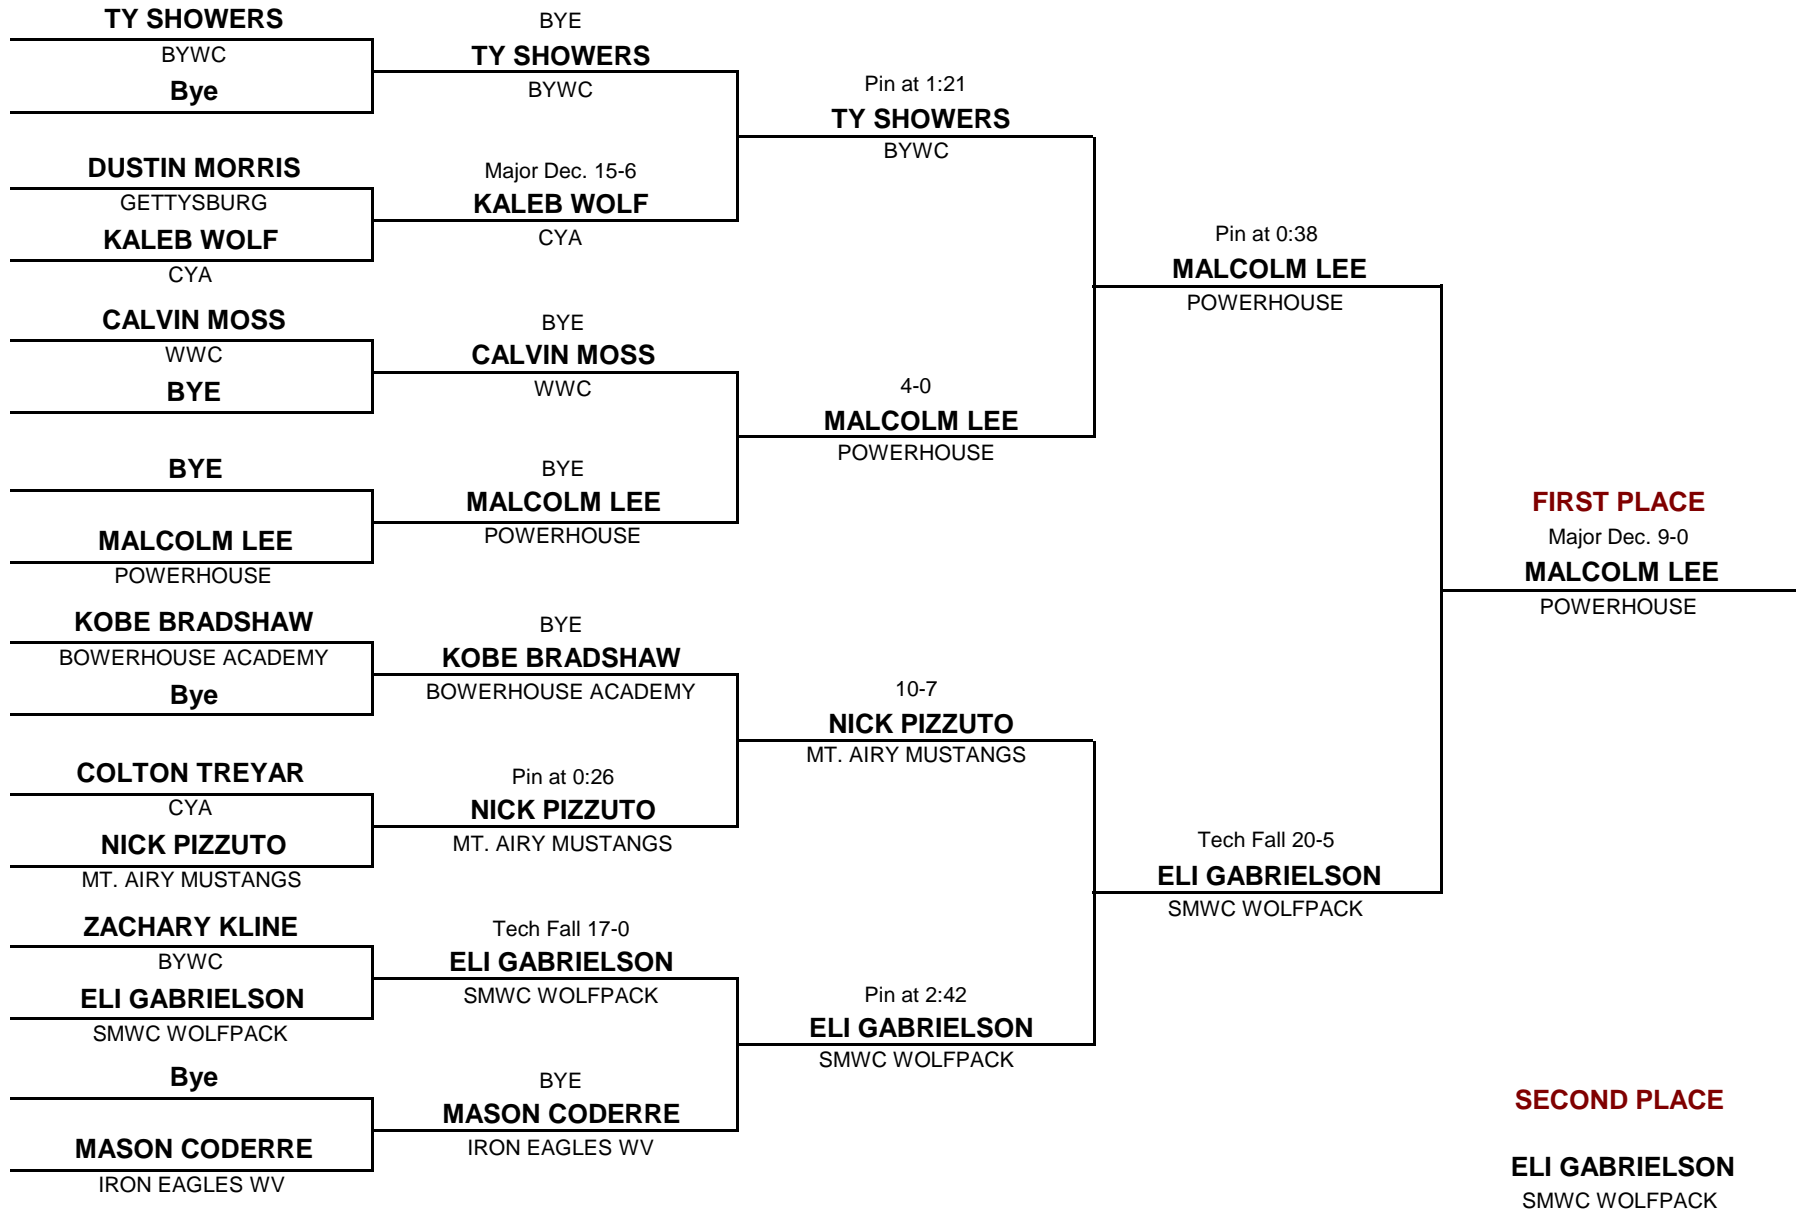 TY SHOWERS
BYWC
Bye
DUSTIN MORRIS
GETTYSBURG
KALEB WOLF
CYA
CALVIN MOSS
WWC
BYE
BYE
MALCOLM LEE
POWERHOUSE
KOBE BRADSHAW
BOWERHOUSE ACADEMY
Bye
COLTON TREYAR
CYA
NICK PIZZUTO
MT. AIRY MUSTANGS
ZACHARY KLINE
BYWC
ELI GABRIELSON
SMWC WOLFPACK
Bye
MASON CODERRE
IRON EAGLES WV
BYE
TY SHOWERS
BYWC
Major Dec. 15-6
KALEB WOLF
CYA
BYE
CALVIN MOSS
WWC
BYE
MALCOLM LEE
POWERHOUSE
BYE
KOBE BRADSHAW
BOWERHOUSE ACADEMY
Pin at 0:26
NICK PIZZUTO
MT. AIRY MUSTANGS
Tech Fall 17-0
ELI GABRIELSON
SMWC WOLFPACK
BYE
MASON CODERRE
IRON EAGLES WV
Pin at 1:21
TY SHOWERS
BYWC
4-0
MALCOLM LEE
POWERHOUSE
10-7
NICK PIZZUTO
MT. AIRY MUSTANGS
Pin at 2:42
ELI GABRIELSON
SMWC WOLFPACK
Pin at 0:38
MALCOLM LEE
POWERHOUSE
Tech Fall 20-5
ELI GABRIELSON
SMWC WOLFPACK
FIRST PLACE
Major Dec. 9-0
MALCOLM LEE
POWERHOUSE
SECOND PLACE
ELI GABRIELSON
SMWC WOLFPACK